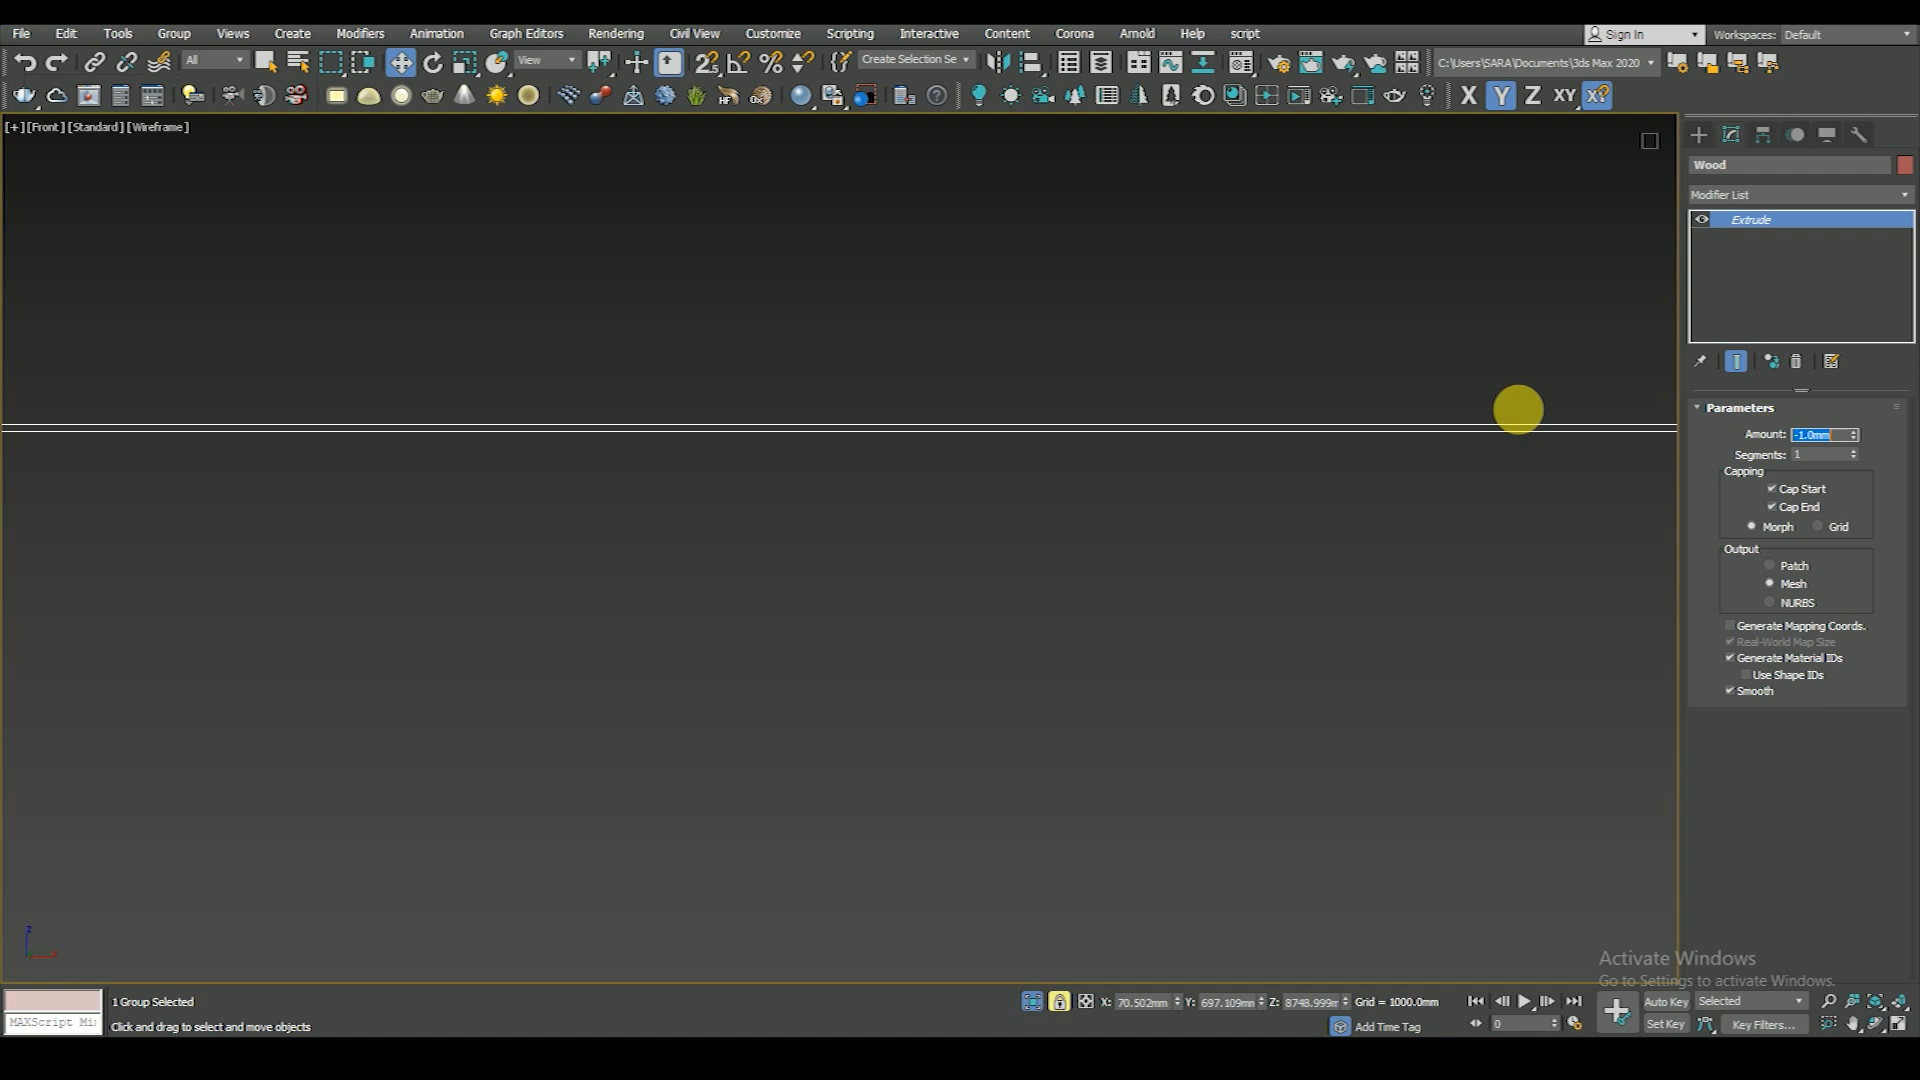 File Edit Tools Group Views Create Modifiers Animation Graph Editors Rendering Civil View Customize Scripting Interactive Content Corona Arnold Help script Sign In Workspaces: Default
All View Create Selection Se C:\Users\SARA\Documents\3ds Max 2020
X Y Z XY XY
[+] [Front] [Standard] [Wireframe]
Wood
Modifier List
Extrude
Parameters
Amount: -1.0mm
Segments: 1
Capping
Cap Start
Cap End
Morph Grid
Output
Patch
Mesh
NURBS
Generate Mapping Coords.
Real-World Map Size
Generate Material IDs
Use Shape IDs
Smooth
z
Activate Windows
Go to Settings to activate Windows.
1 Group Selected X: 70.502mm Y: 697.109mm Z: 8748.999m Grid = 1000.0mm Auto Key Selected
MAXScript Mi Click and drag to select and move objects Add Time Tag 0 Set Key Key Filters...